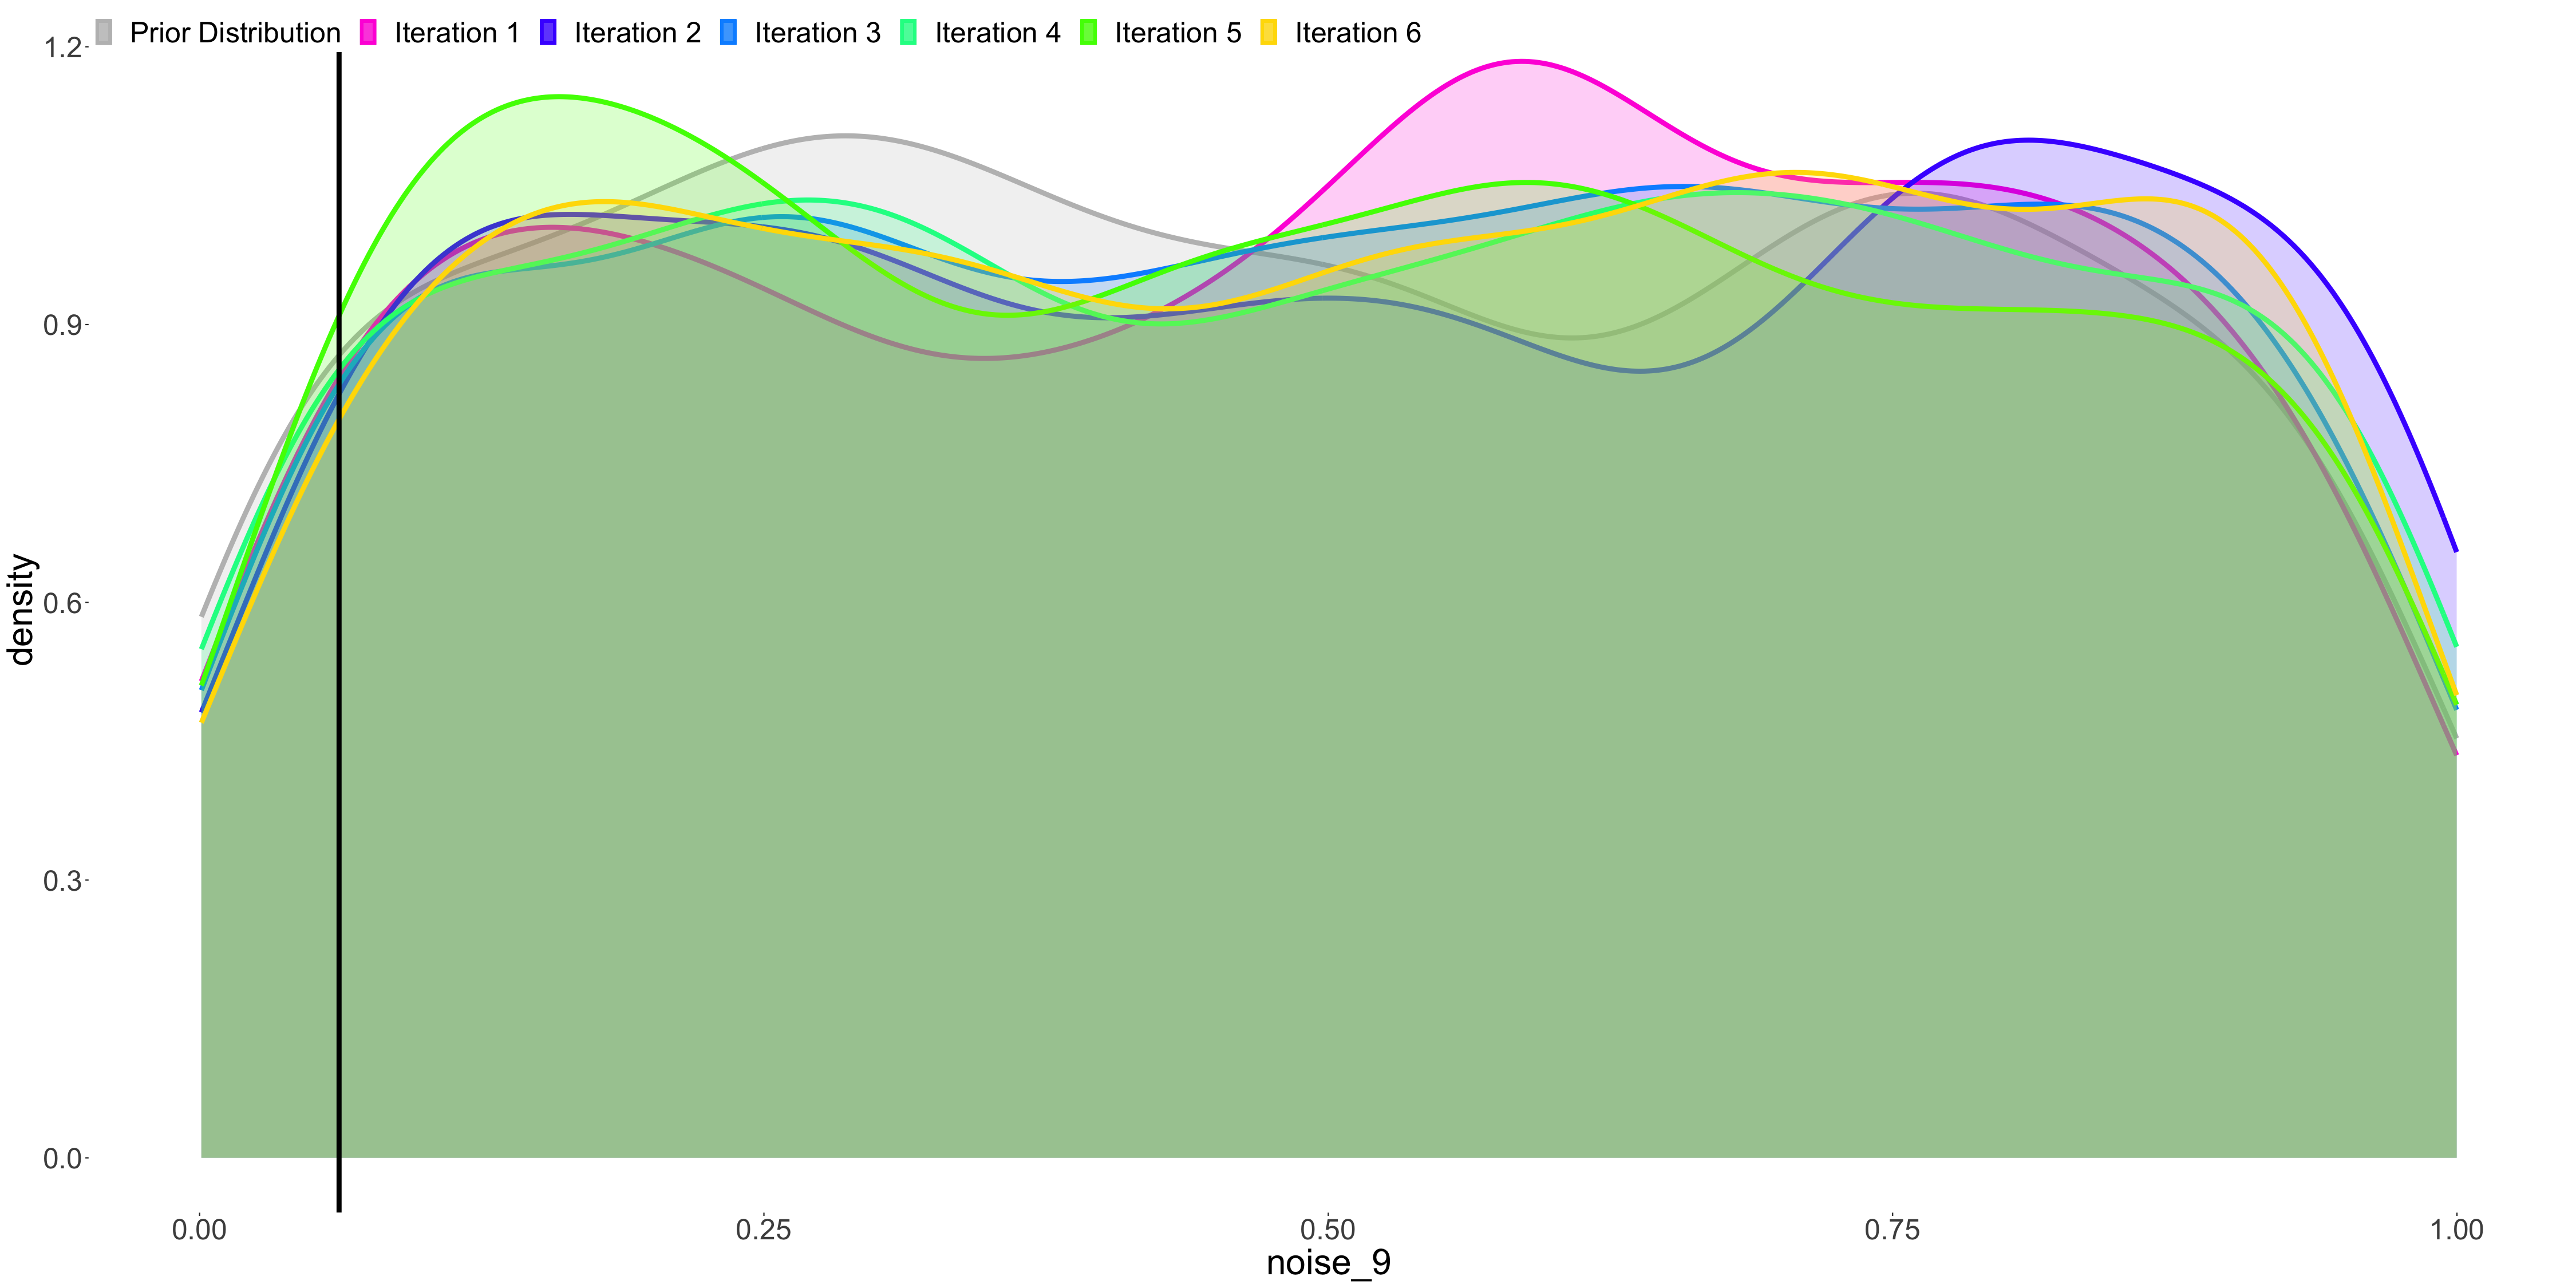 Prior Distribution Iteration 1 Iteration 2 Iteration 3 Iteration 4 Iteration 5 Iteration 6
1.2
0.9
0.6
0.3
0.0
density
0.00 0.25 0.50 0.75 1.00
noise_9